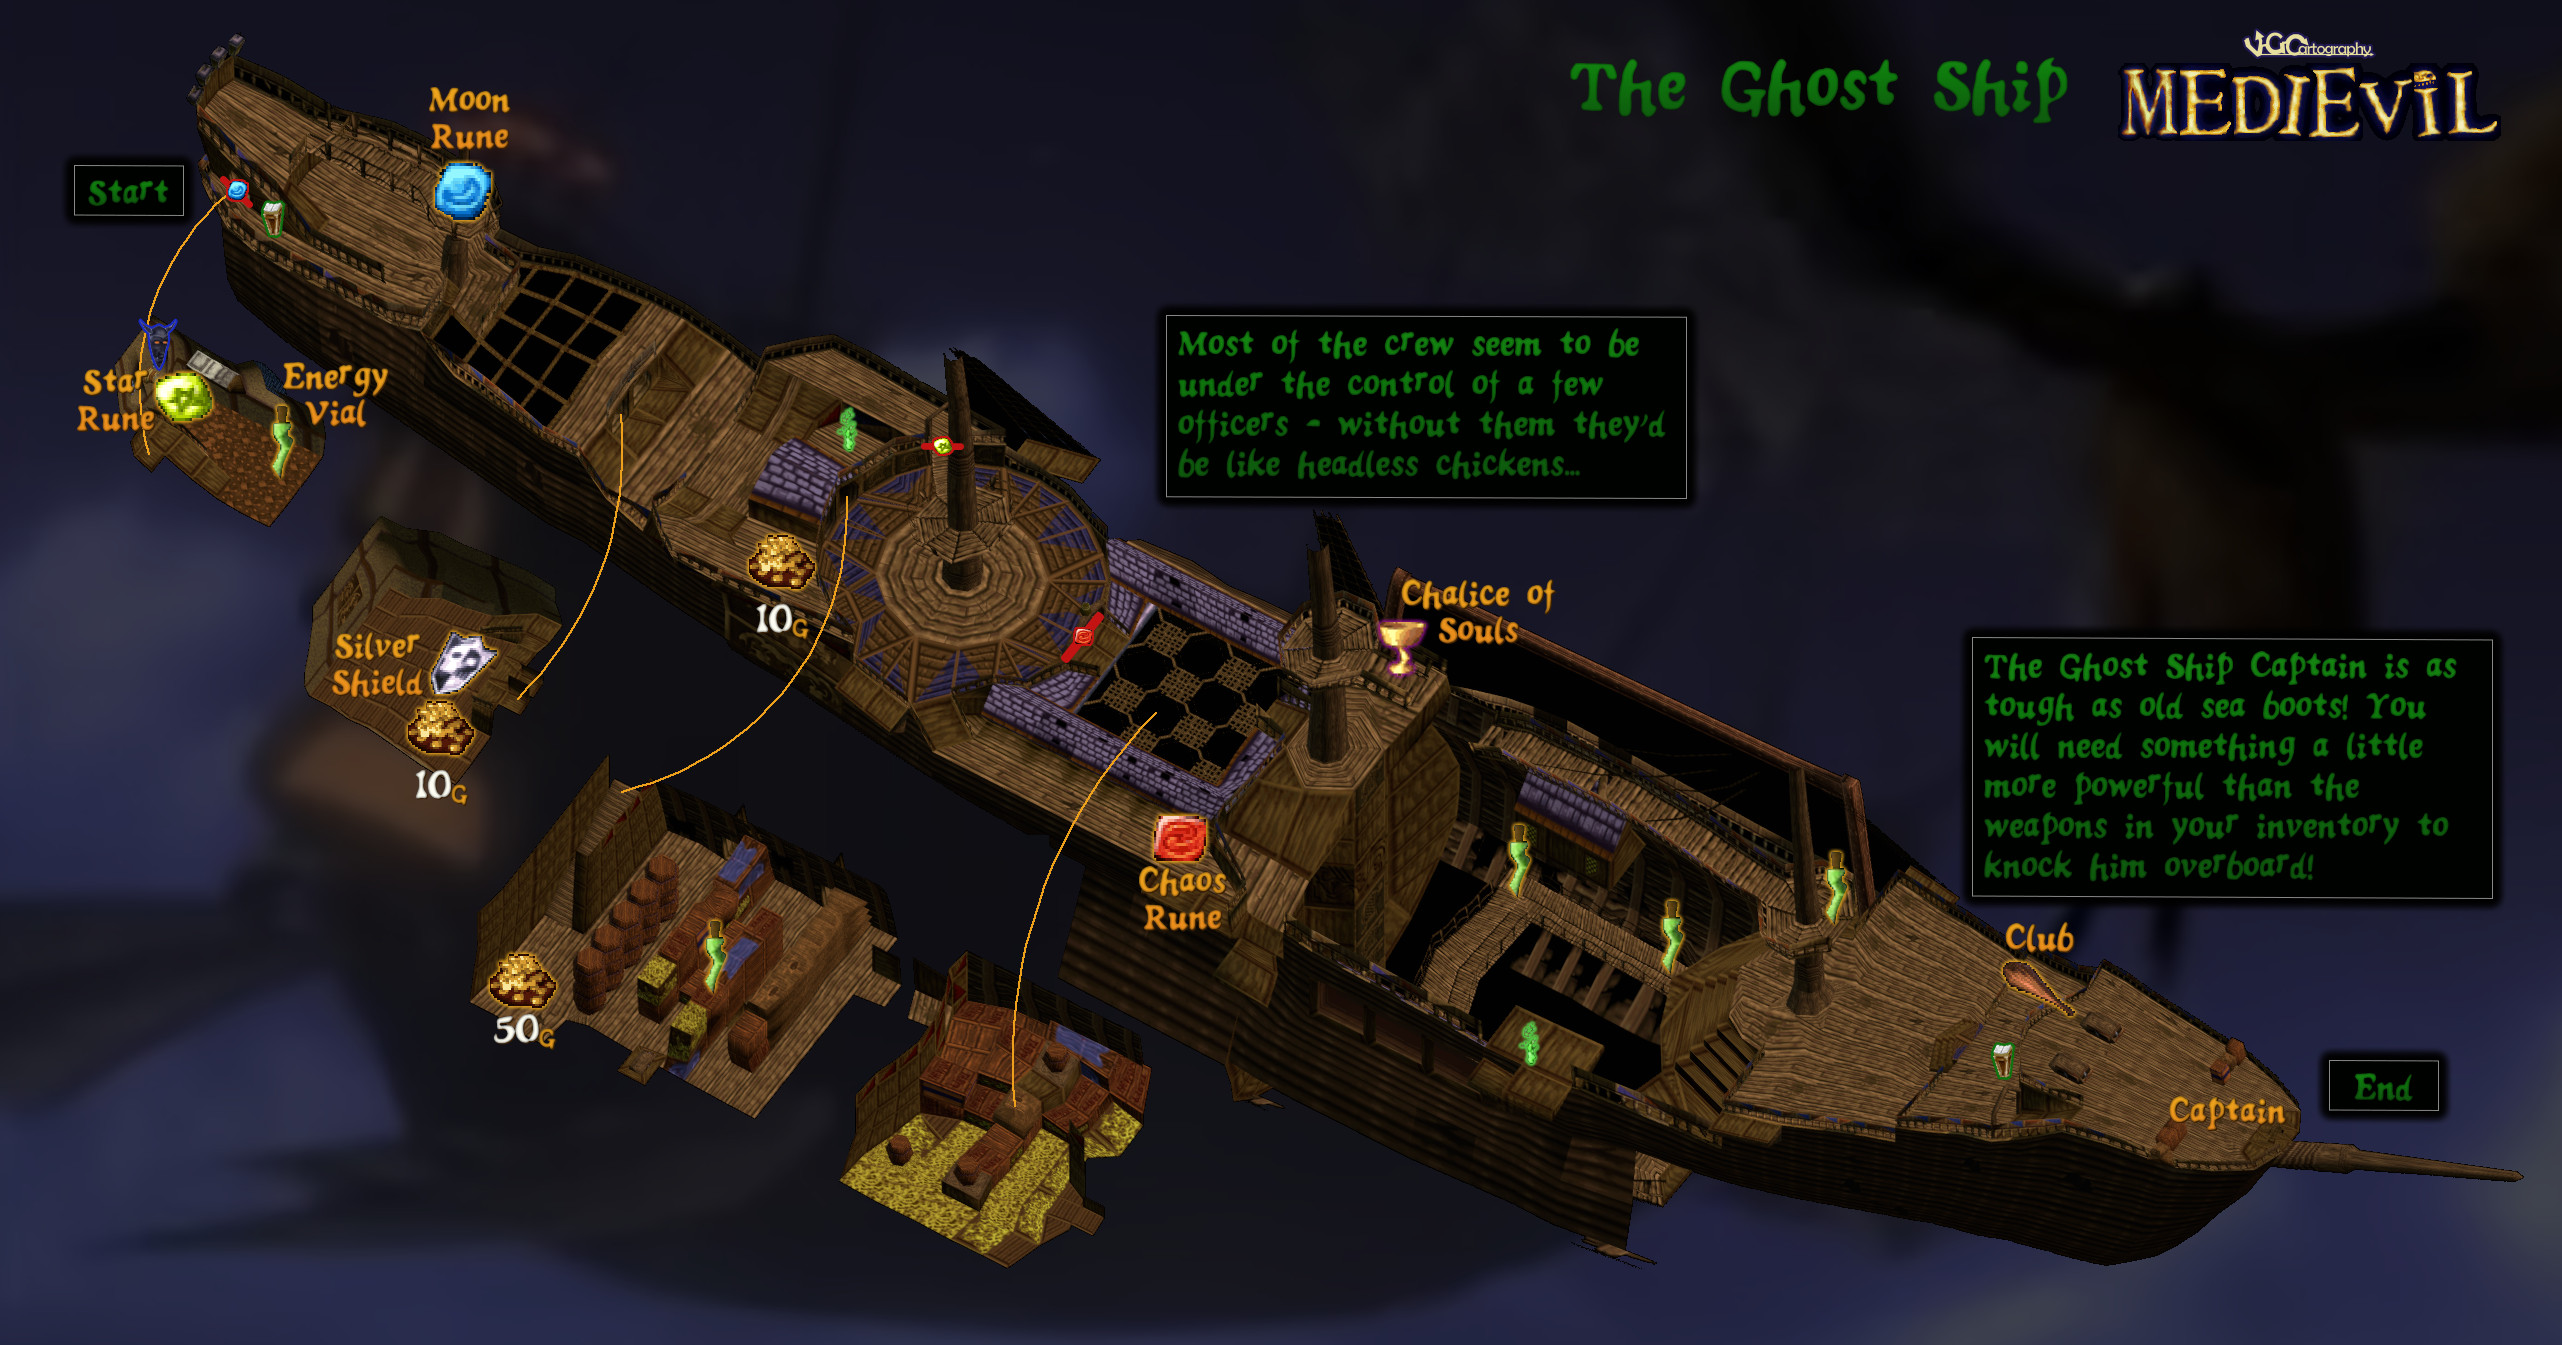 VGCartography
The Ghost Ship
MEDIEVIL
Moon
Rune
Start
Star
Rune
Energy
Vial
Most of the crew seem to be
under the control of a few
officers - without them they'd
be like headless chickens...
Silver
Shield
10G
10G
Chalice of
Souls
The Ghost Ship Captain is as
tough as old sea boots! You
will need something a little
more powerful than the
weapons in your inventory to
knock him overboard!
50G
Chaos
Rune
Club
Captain
End